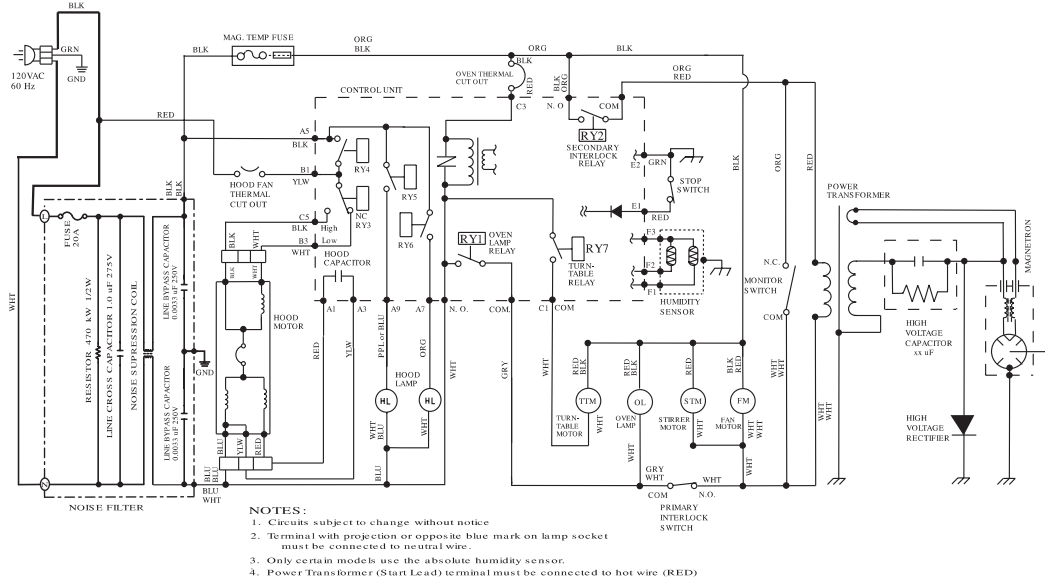 BLK
GRN
GND
120VAC
60 Hz
MAG. TEMP FUSE
BLK
ORG
BLK
ORG
BLK
BLK
OVEN THERMAL
CUT OUT
RED
BLK
ORG
ORG
RED
CONTROL UNIT
C3
N. O
COM
RY2
SECONDARY
INTERLOCK
RELAY
RED
A5
BLK
B1
YLW
RY4
RY5
HOOD FAN
THERMAL
CUT OUT
NC
RY3
C5
BLK
High
B3
WHT
Low
RY6
HOOD
CAPACITOR
RY1
OVEN
LAMP
RELAY
RY7
TURN-
TABLE
RELAY
E2
GRN
STOP
SWITCH
E1
RED
F3
F2
F1
HUMIDITY
SENSOR
BLK
ORG
RED
POWER
TRANSFORMER
N.C.
MONITOR
SWITCH
COM
MAGNETRON
HIGH
VOLTAGE
CAPACITOR
xx uF
HIGH
VOLTAGE
RECTIFIER
BLK
BLK
L
FUSE
20A
WHT
RESISTOR 470 kW 1/2W
LINE CROSS CAPACITOR 1.0 uF 275V
NOISE SUPRESSION COIL
LINE BYPASS CAPACITOR
0.0033 uF 250V
LINE BYPASS CAPACITOR
0.0033 uF 250V
GND
N
NOISE FILTER
BLK
WHT
BLK
WHT
HOOD
MOTOR
BLU
YLW
RED
BLU
BLU
BLU
WHT
A1
A3
A9
A7
N. O.
COM.
C1
COM
RED
YLW
PPL or BLU
ORG
WHT
GRY
WHT
HOOD
LAMP
HL
HL
WHT
BLU
WHT
BLU
RED
BLK
RED
BLK
RED
BLK
BLK
RED
TTM
OL
STM
FM
TURN-
TABLE
MOTOR
OVEN
LAMP
STIRRER
MOTOR
FAN
MOTOR
WHT
WHT
WHT
WHT
WHT
WHT
WHT
WHT
WHT
GRY
WHT
WHT
COM
N.O.
PRIMARY
INTERLOCK
SWITCH
NOTES:
1. Circuits subject to change without notice
2. Terminal with projection or opposite blue mark on lamp socket
must be connected to neutral wire.
3. Only certain models use the absolute humidity sensor.
4. Power Transformer (Start Lead) terminal must be connected to hot wire (RED)